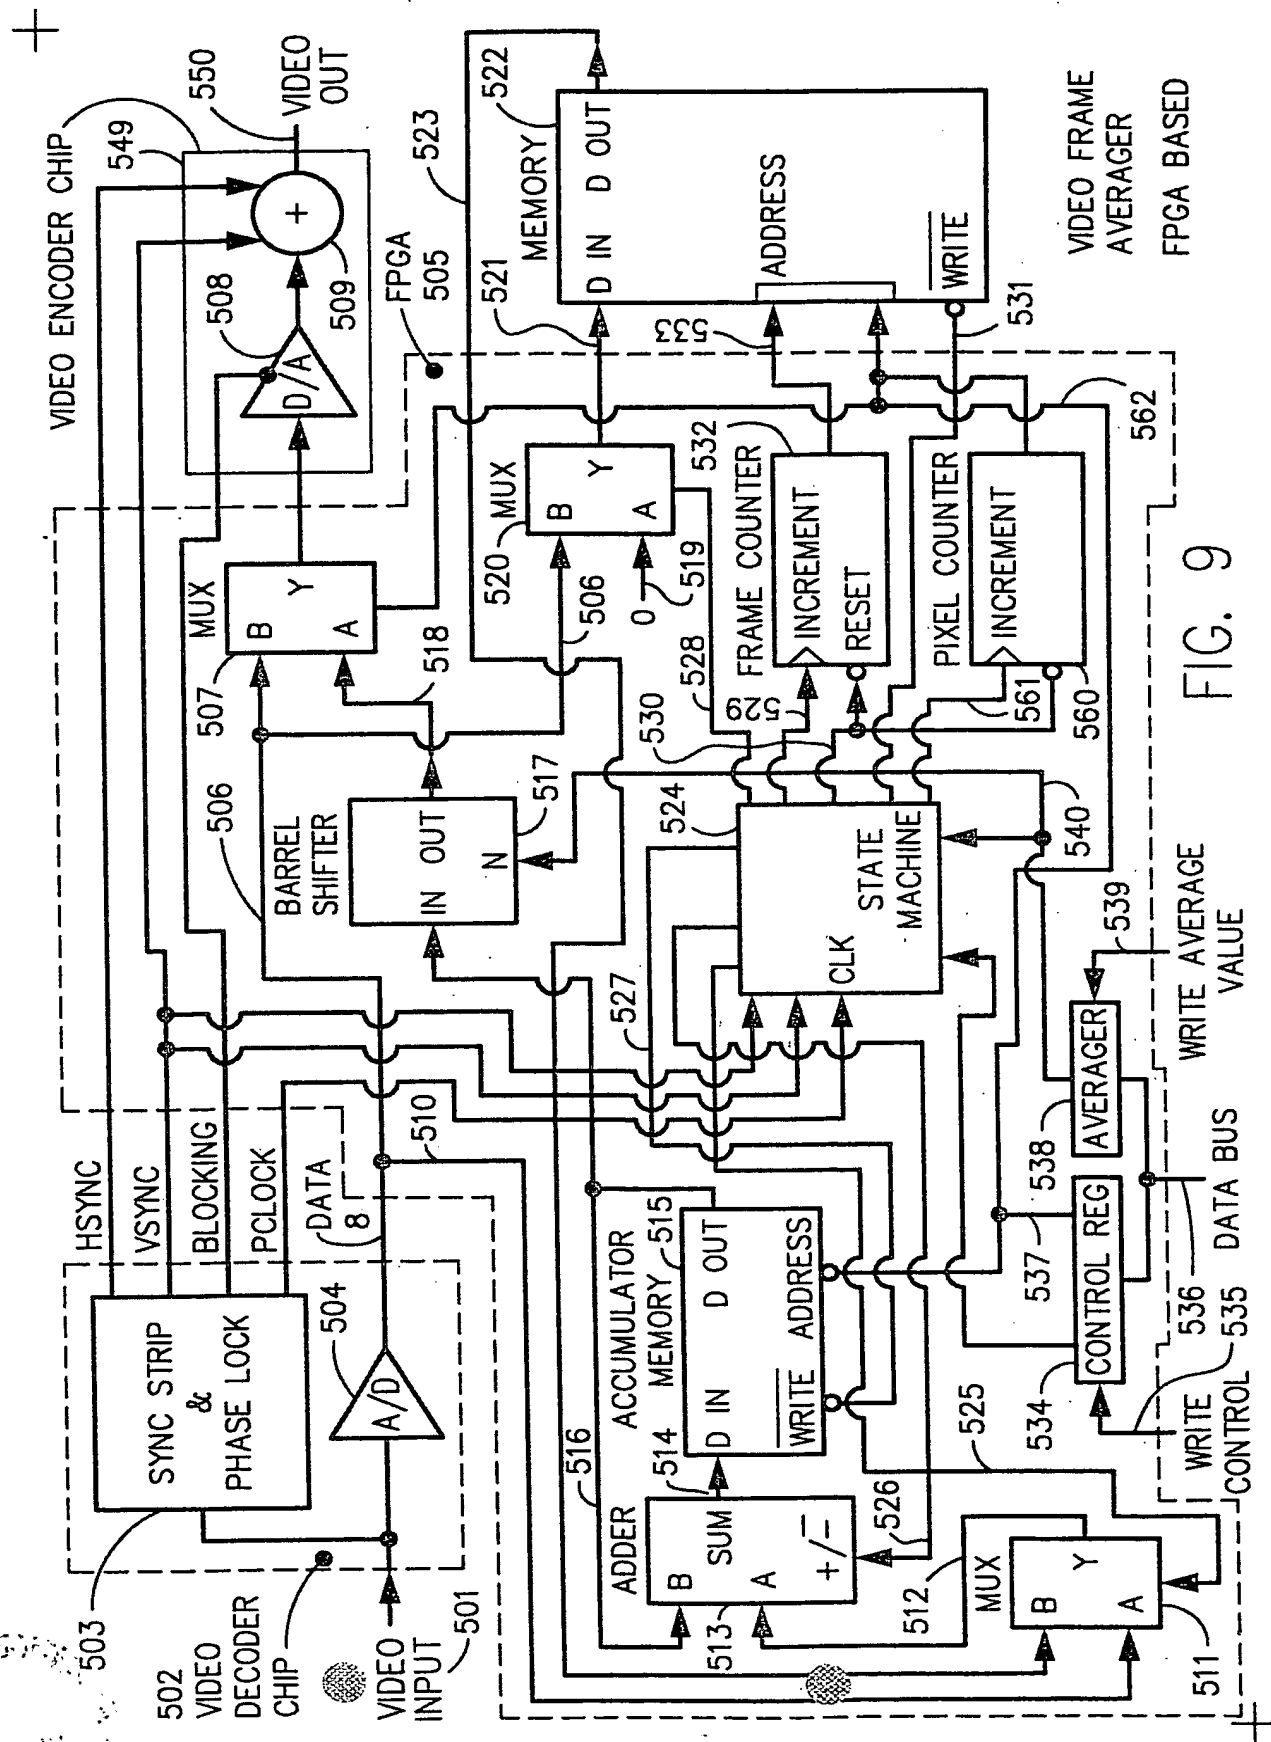 503
502
VIDEO
DECODER
CHIP
VIDEO
INPUT
501
SYNC STRIP
&
PHASE LOCK
504
A/D
HSYNC
VSYNC
BLOCKING
PCLOCK
DATA
8
510
506
BARREL
SHIFTER
IN OUT
N
517
518
507
MUX
B
A
Y
VIDEO ENCODER CHIP
549
550
VIDEO
OUT
D/A
508
+
509
FPGA
505
523
520
MUX
B
A
Y
506
0
519
521
MEMORY
522
D IN D OUT
ADDRESS
WRITE
533
531
528
530
529
FRAME COUNTER
532
INCREMENT
RESET
PIXEL COUNTER
INCREMENT
561
560
562
524
527
CLK
STATE
MACHINE
540
516
ADDER
B
A
SUM
+/−
513
514
ACCUMULATOR
MEMORY
515
D IN D OUT
WRITE ADDRESS
526
512
525
MUX
B
A
Y
511
534
CONTROL REG
537
538
AVERAGER
539
WRITE
CONTROL
535
536
DATA BUS
WRITE AVERAGE
VALUE
VIDEO FRAME
AVERAGER
FPGA BASED
FIG. 9